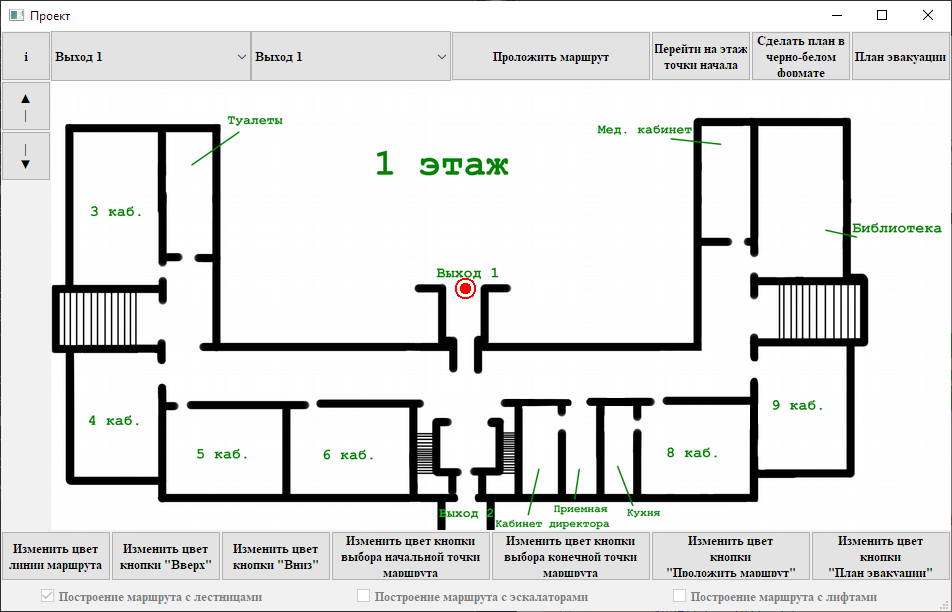 Проект
i
Выход 1
Выход 1
Проложить маршрут
Перейти на этаж
точки начала
Сделать план в
черно-белом
формате
План эвакуации
Туалеты
Мед. кабинет
1 этаж
3 каб.
Библиотека
Выход 1
9 каб.
4 каб.
5 каб.
6 каб.
8 каб.
Выход 2
Приемная
Кухня
Кабинет директора
Изменить цвет
линии маршрута
Изменить цвет
кнопки "Вверх"
Изменить цвет
кнопки "Вниз"
Изменить цвет кнопки
выбора начальной точки
маршрута
Изменить цвет кнопки
выбора конечной точки
маршрута
Изменить цвет
кнопки
"Проложить маршрут"
Изменить цвет
кнопки
"План эвакуации"
Построение маршрута с лестницами
Построение маршрута с эскалаторами
Построение маршрута с лифтами